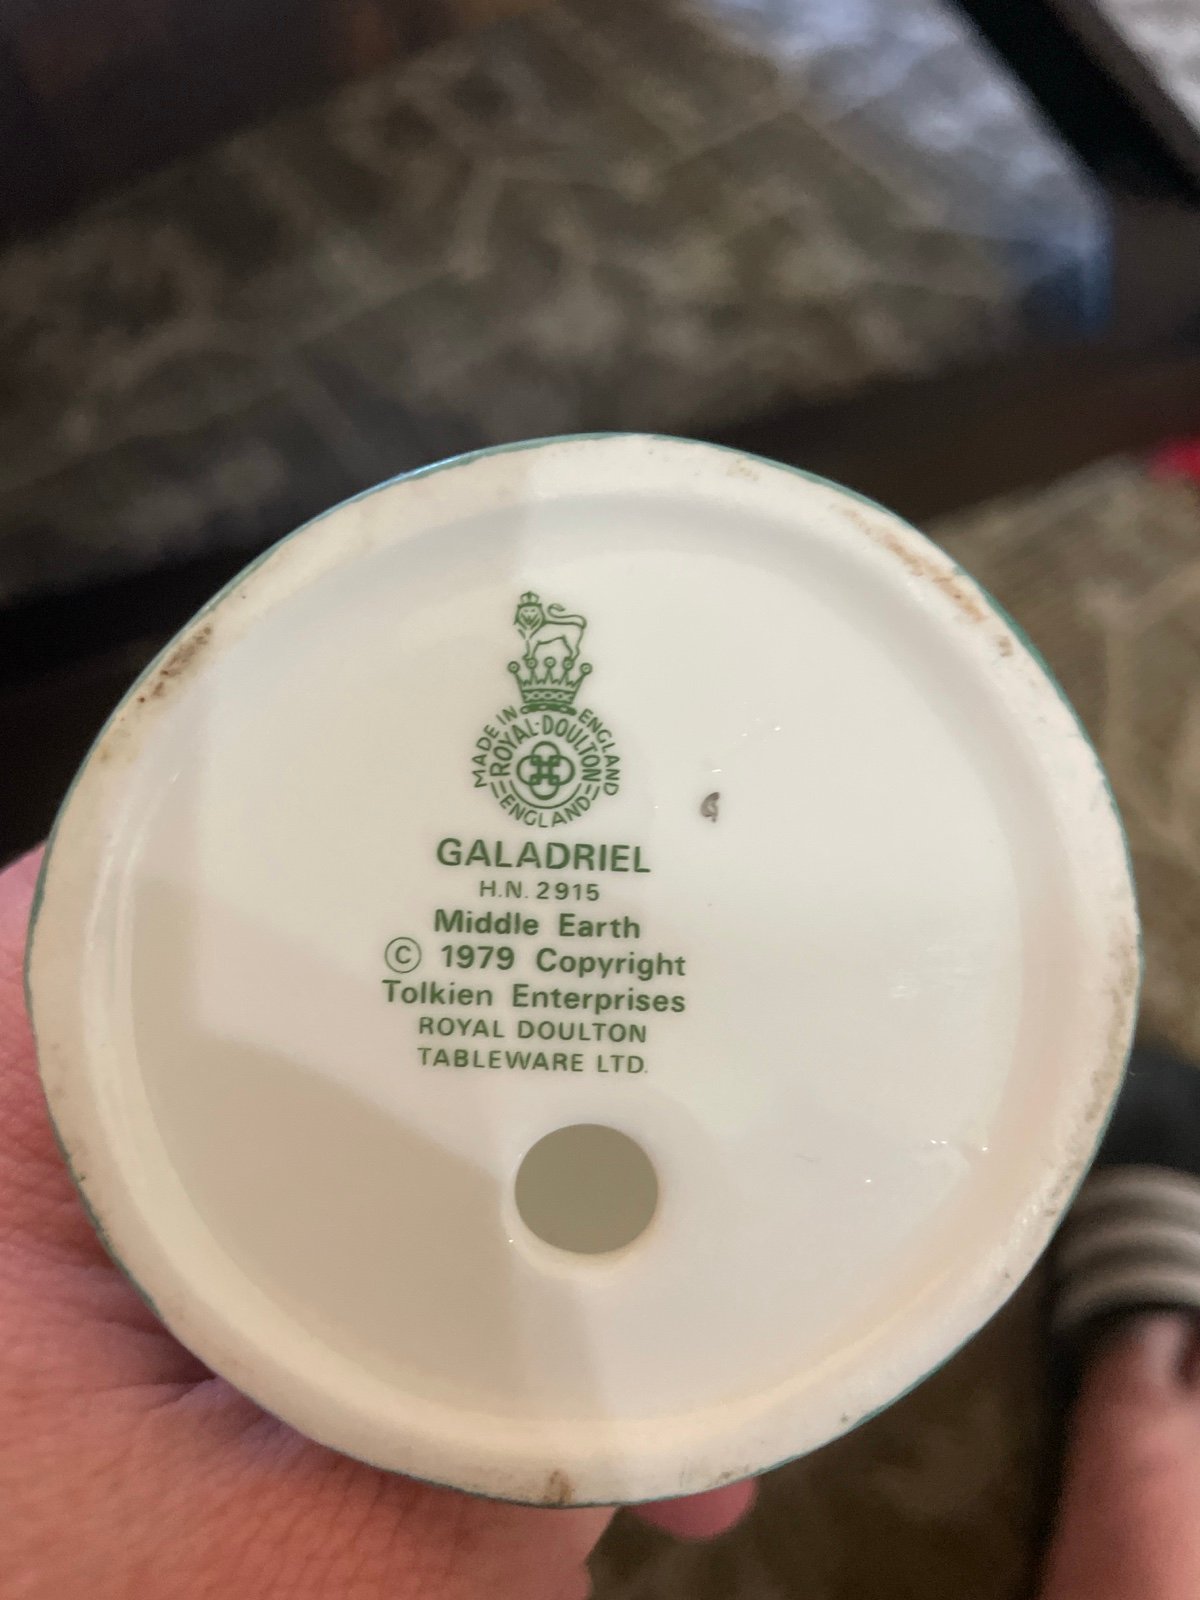 MADE IN ENGLAND
ROYAL·DOULTON
ENGLAND
GALADRIEL
H.N. 2915
Middle Earth
© 1979 Copyright
Tolkien Enterprises
ROYAL DOULTON
TABLEWARE LTD.